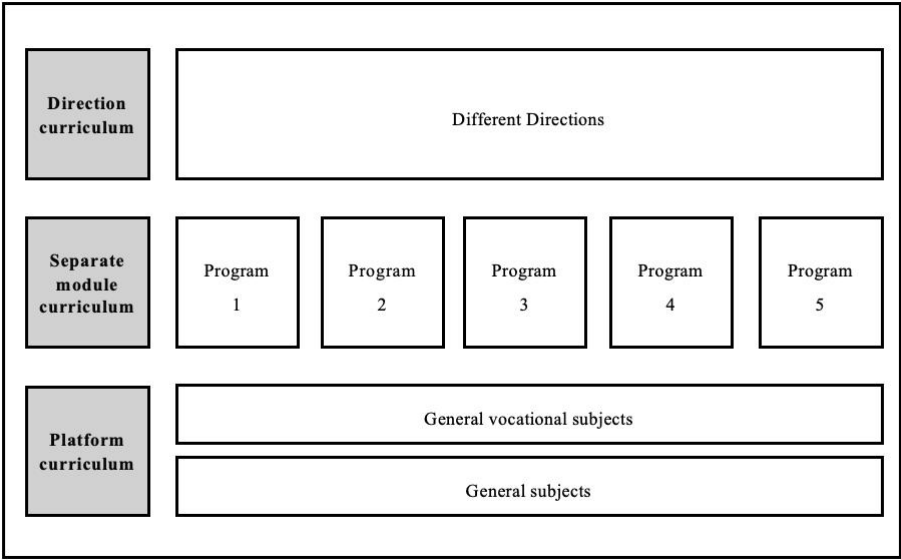 Direction
curriculum
Different Directions
Separate
module
curriculum
Program
1
Program
2
Program
3
Program
4
Program
5
Platform
curriculum
General vocational subjects
General subjects